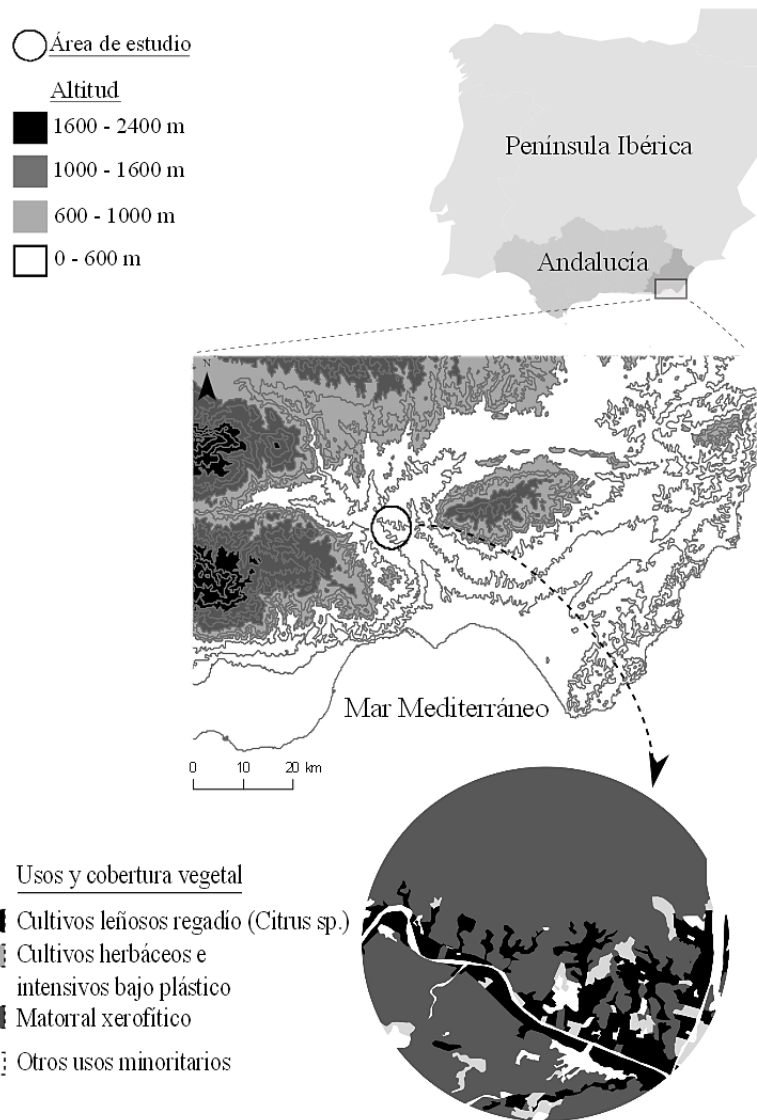 Área de estudio
Altitud
1600 - 2400 m
1000 - 1600 m
600 - 1000 m
0 - 600 m
Península Ibérica
Andalucía
N
Mar Mediterráneo
0 10 20 km
Usos y cobertura vegetal
Cultivos leñosos regadío (Citrus sp.)
Cultivos herbáceos e
intensivos bajo plástico
Matorral xerofítico
Otros usos minoritarios